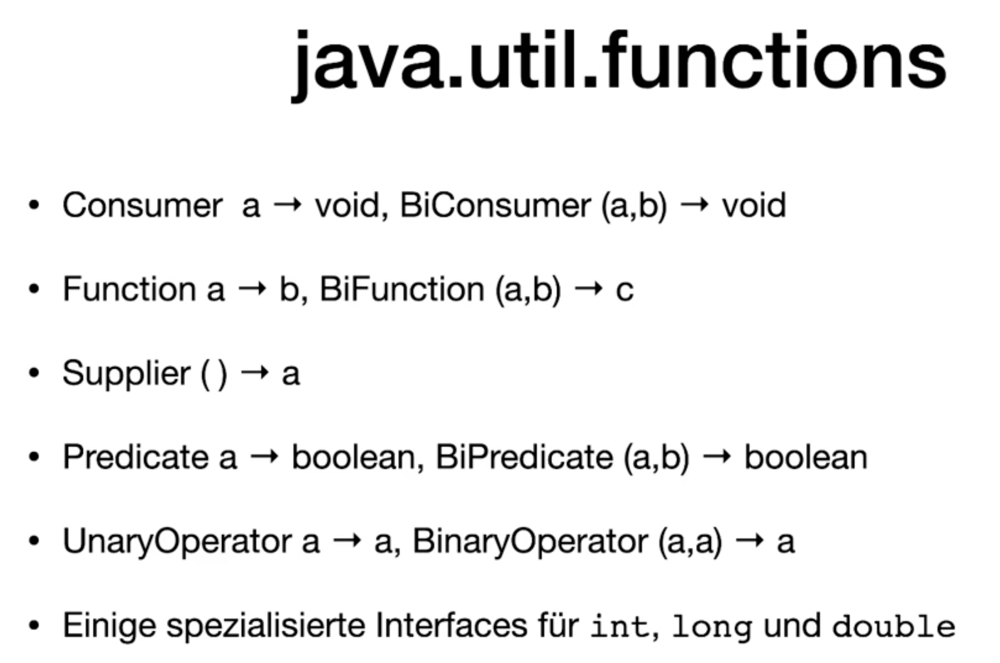 java.util.functions
• Consumer a → void, BiConsumer (a,b) → void
• Function a → b, BiFunction (a,b) → c
• Supplier ( ) → a
• Predicate a → boolean, BiPredicate (a,b) → boolean
• UnaryOperator a → a, BinaryOperator (a,a) → a
• Einige spezialisierte Interfaces für int, long und double